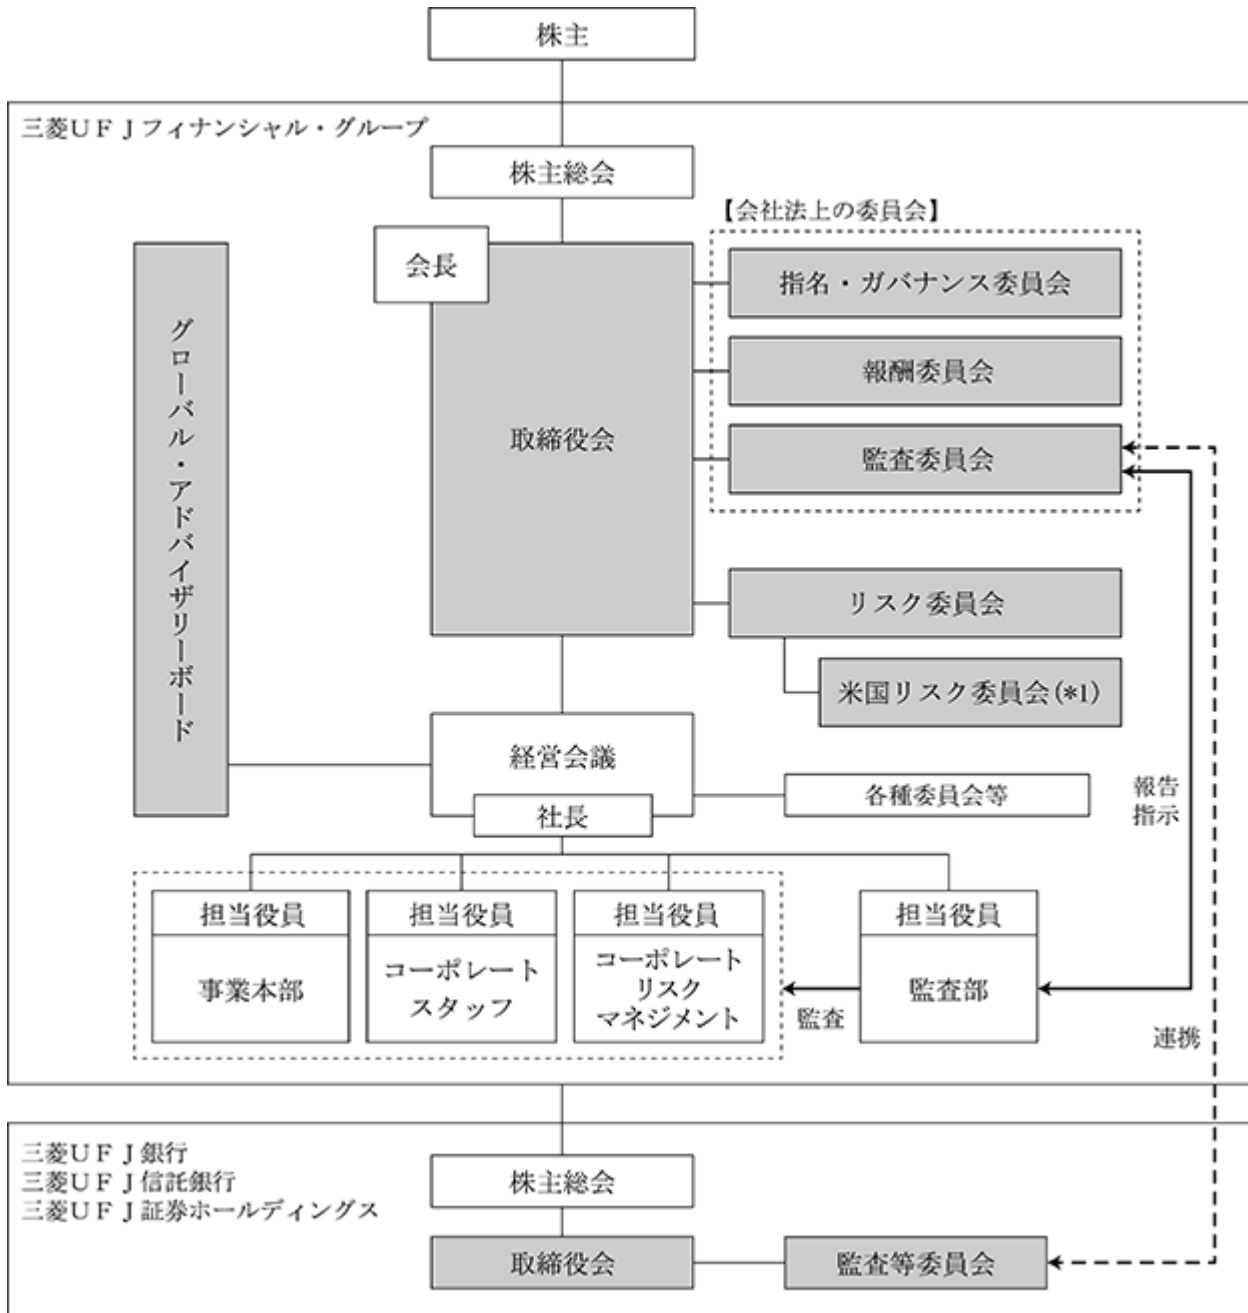 株主
三菱ＵＦＪフィナンシャル・グループ
株主総会
【会社法上の委員会】
会長
指名・ガバナンス委員会
報酬委員会
取締役会
監査委員会
グローバル・アドバイザリーボード
リスク委員会
米国リスク委員会(*1)
経営会議
各種委員会等
社長
報告
指示
担当役員
事業本部
担当役員
コーポレート
スタッフ
担当役員
コーポレート
リスク
マネジメント
監査
担当役員
監査部
連携
三菱ＵＦＪ銀行
三菱ＵＦＪ信託銀行
三菱ＵＦＪ証券ホールディングス
株主総会
取締役会
監査等委員会